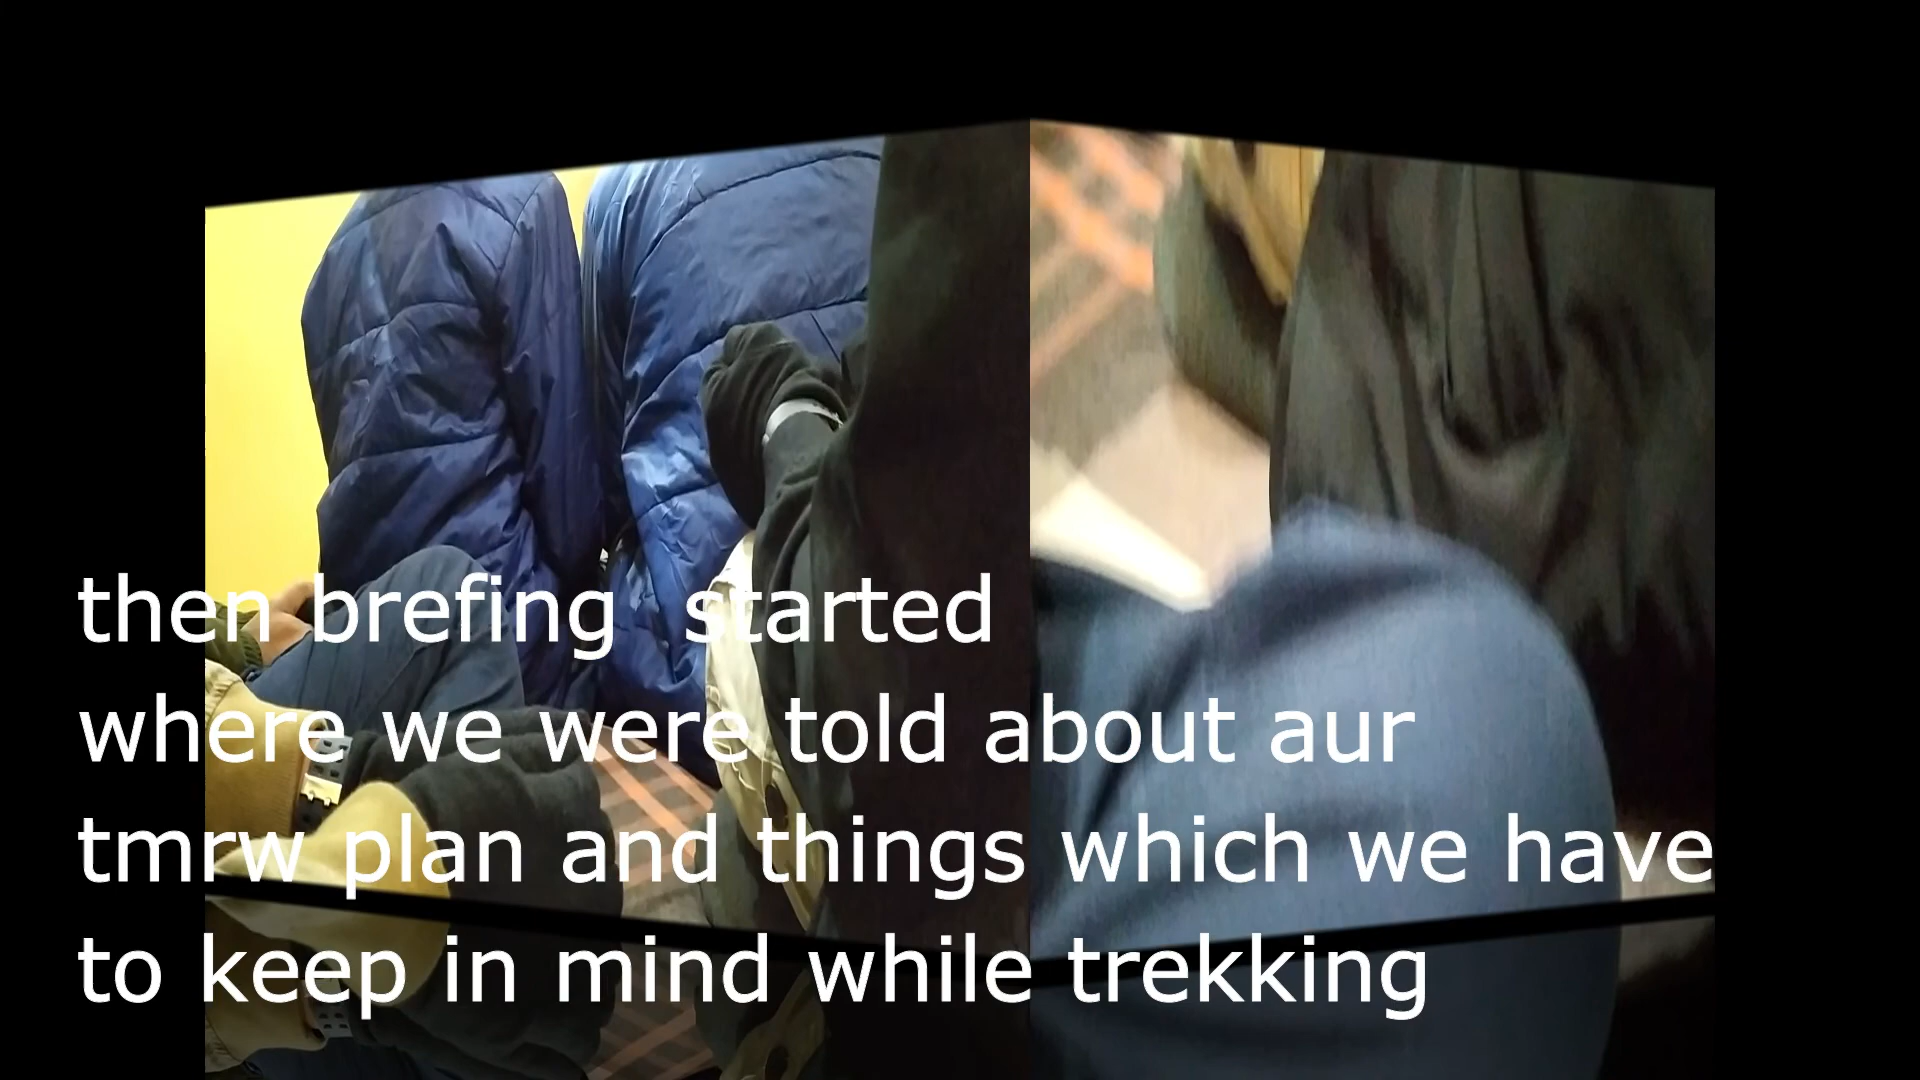 then brefing  started
where we were told about aur
tmrw plan and things which we have
to keep in mind while trekking